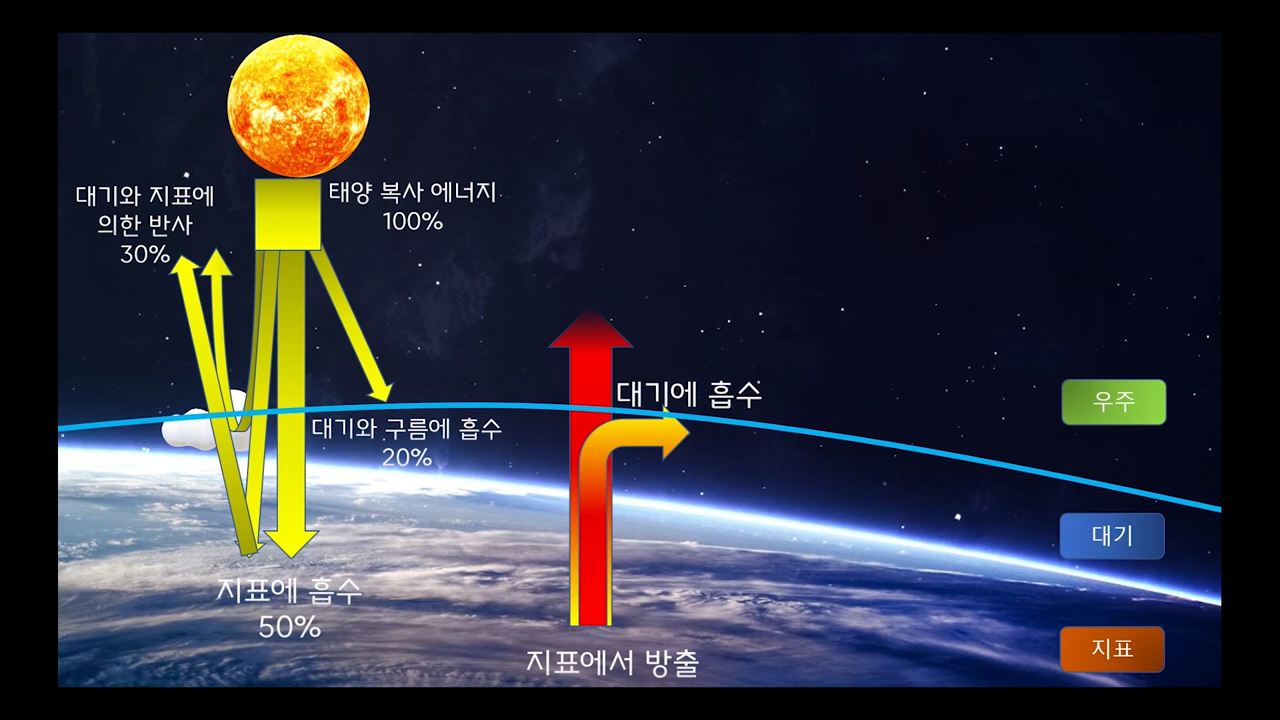 대기와 지표에
의한 반사
30%
태양 복사 에너지
100%
대기에 흡수
대기와 구름에 흡수
20%
지표에 흡수
50%
지표에서 방출
우주
대기
지표